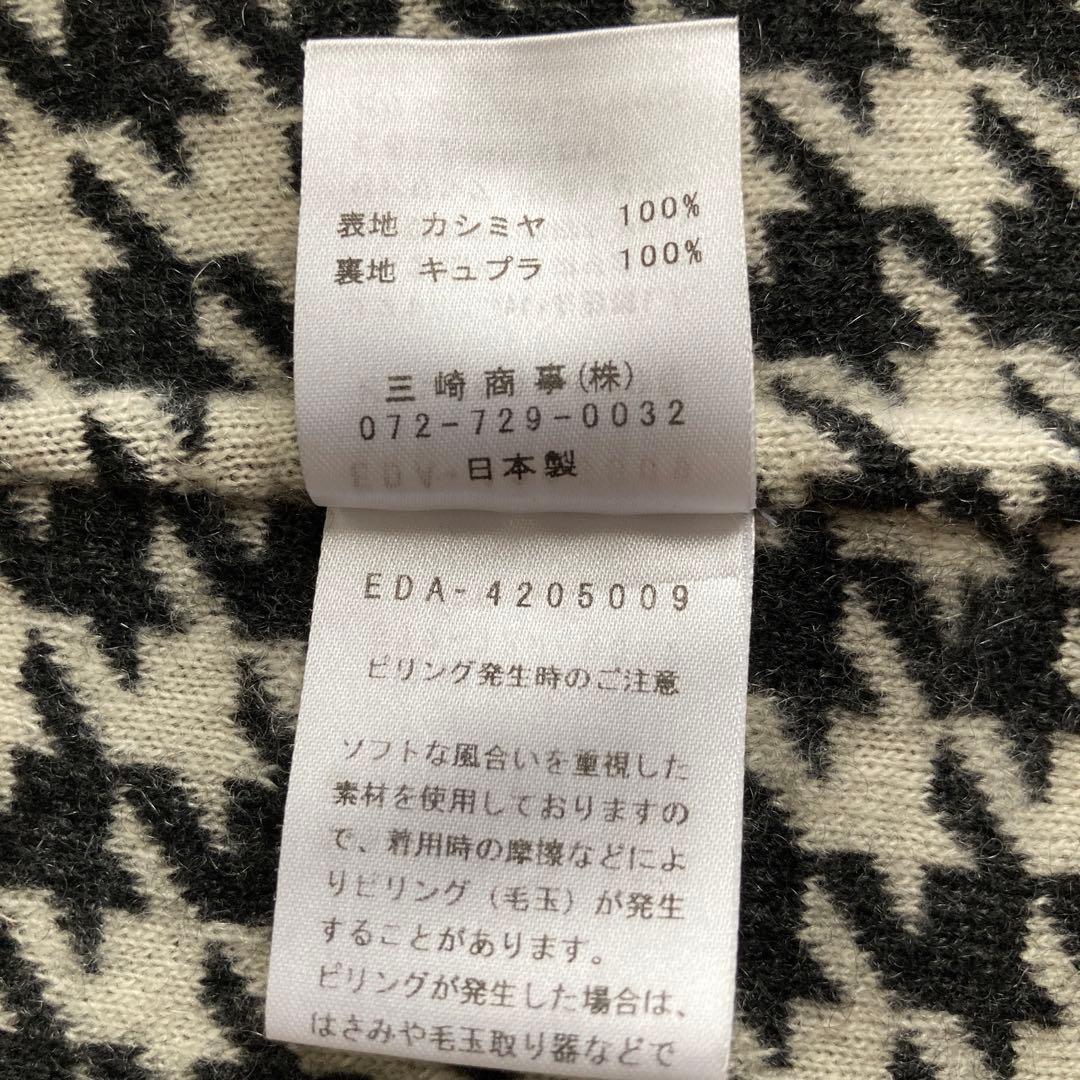 表地 カシミヤ 100%
裏地 キュプラ 100%
三崎商事(株)
072-729-0032
日本製
EDA-4205009
ピリング発生時のご注意
ソフトな風合いを重視した
素材を使用しておりますの
で、着用時の摩擦などによ
りピリング（毛玉）が発生
することがあります。
ピリングが発生した場合は、
はさみや毛玉取り器などで